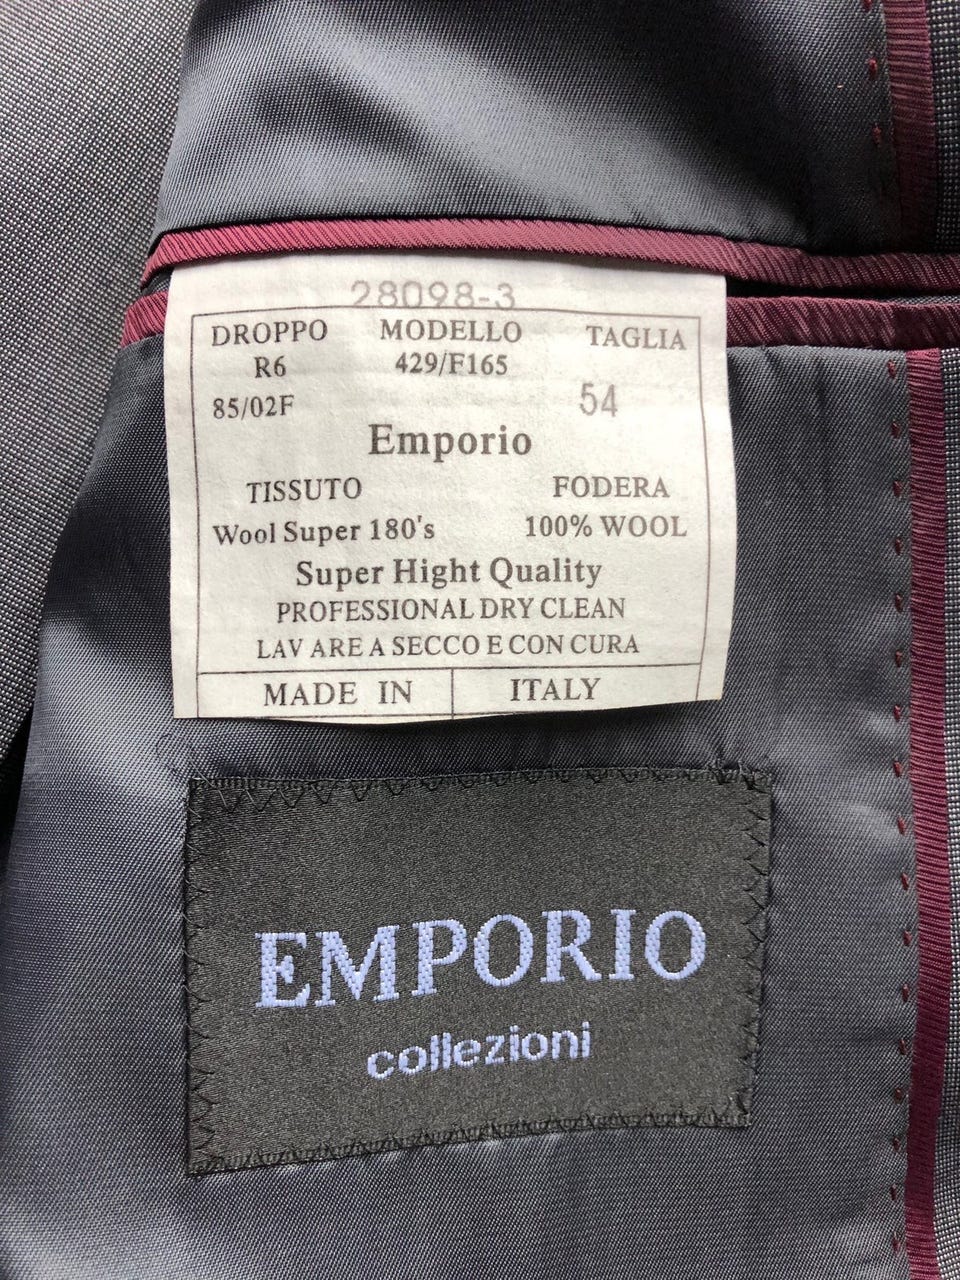 28098-3
DROPPO MODELLO TAGLIA
R6 429/F165
85/02F 54
Emporio
TISSUTO FODERA
Wool Super 180's 100% WOOL
Super Hight Quality
PROFESSIONAL DRY CLEAN
LAV ARE A SECCO E CON CURA
MADE IN ITALY
EMPORIO
collezioni